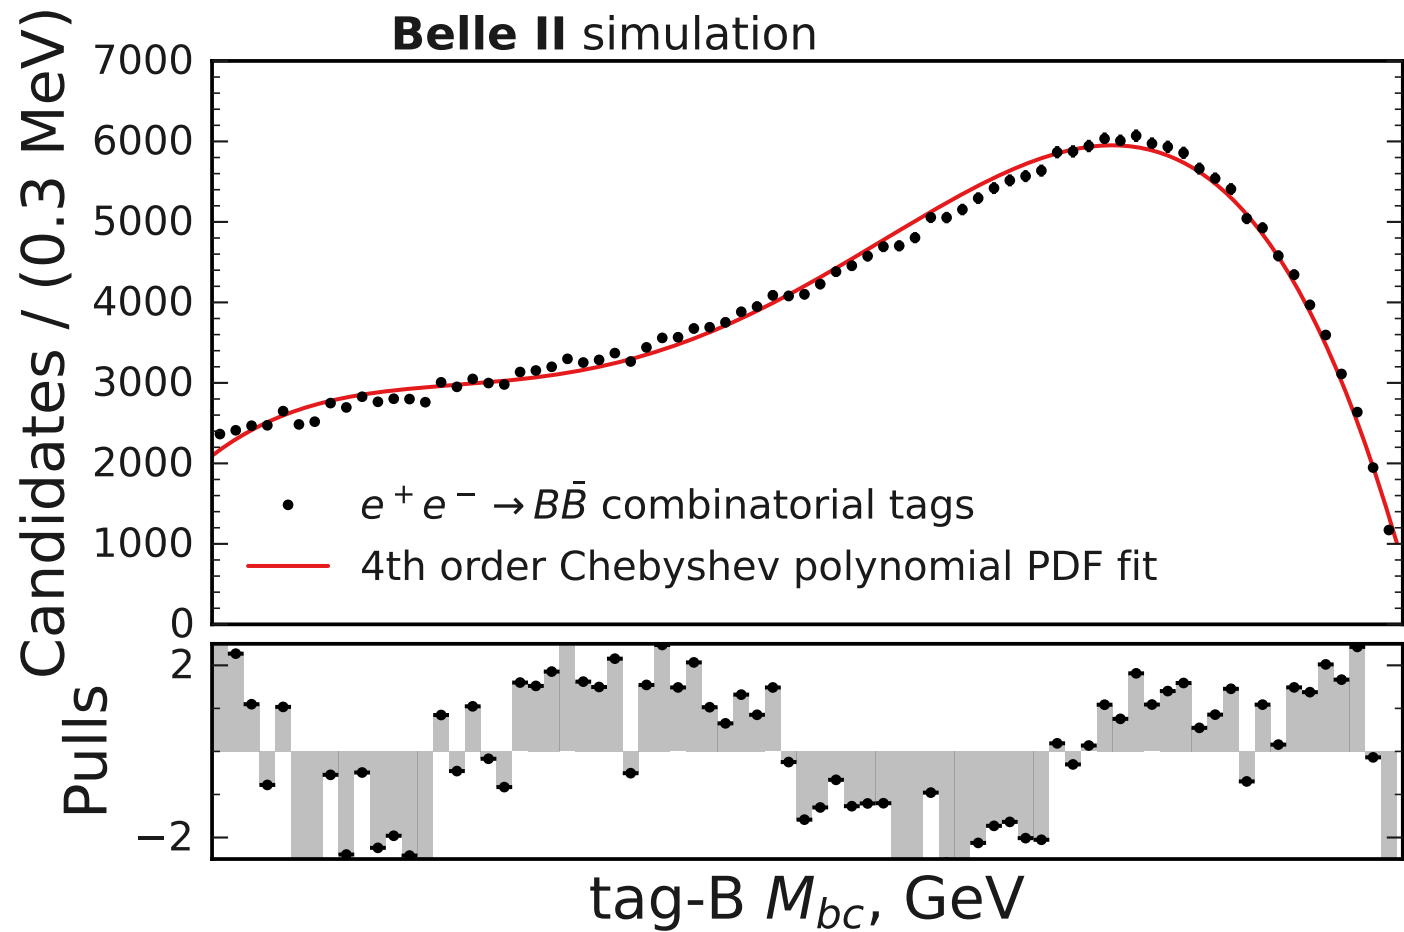 Belle II simulation
Candidates / (0.3 MeV)
7000
6000
5000
4000
3000
2000
1000
0
e⁺e⁻ → BB̄ combinatorial tags
4th order Chebyshev polynomial PDF fit
Pulls
2
−2
tag-B M_bc, GeV